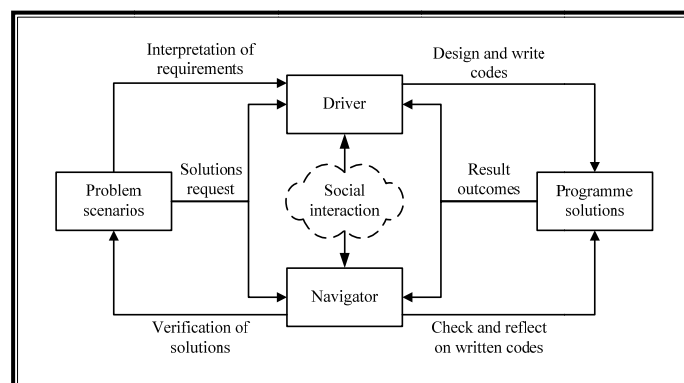 Interpretation of
requirements
Design and write
codes
Driver
Solutions
request
Result
outcomes
Problem
scenarios
Social
interaction
Programme
solutions
Navigator
Verification of
solutions
Check and reflect
on written codes